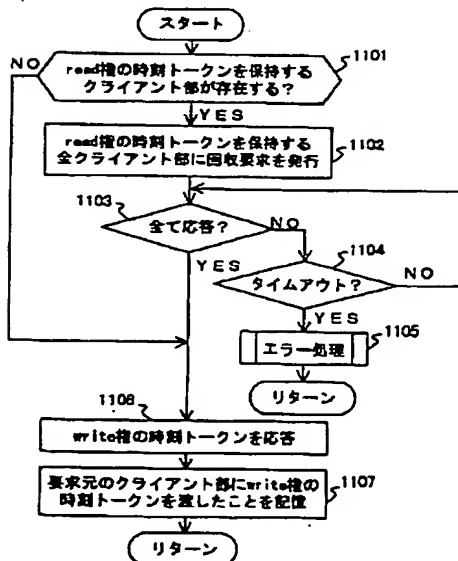 スタート
1101
NO
read権の時刻トークンを保持する
クライアント部が存在する？
YES
read権の時刻トークンを保持する
全クライアント部に回収要求を発行
1102
1103
全て応答？
NO
1104
YES
タイムアウト？
NO
YES
エラー処理
1105
リターン
1106
write権の時刻トークンを応答
要求元のクライアント部にwrite権の
時刻トークンを渡したことを記憶
1107
リターン